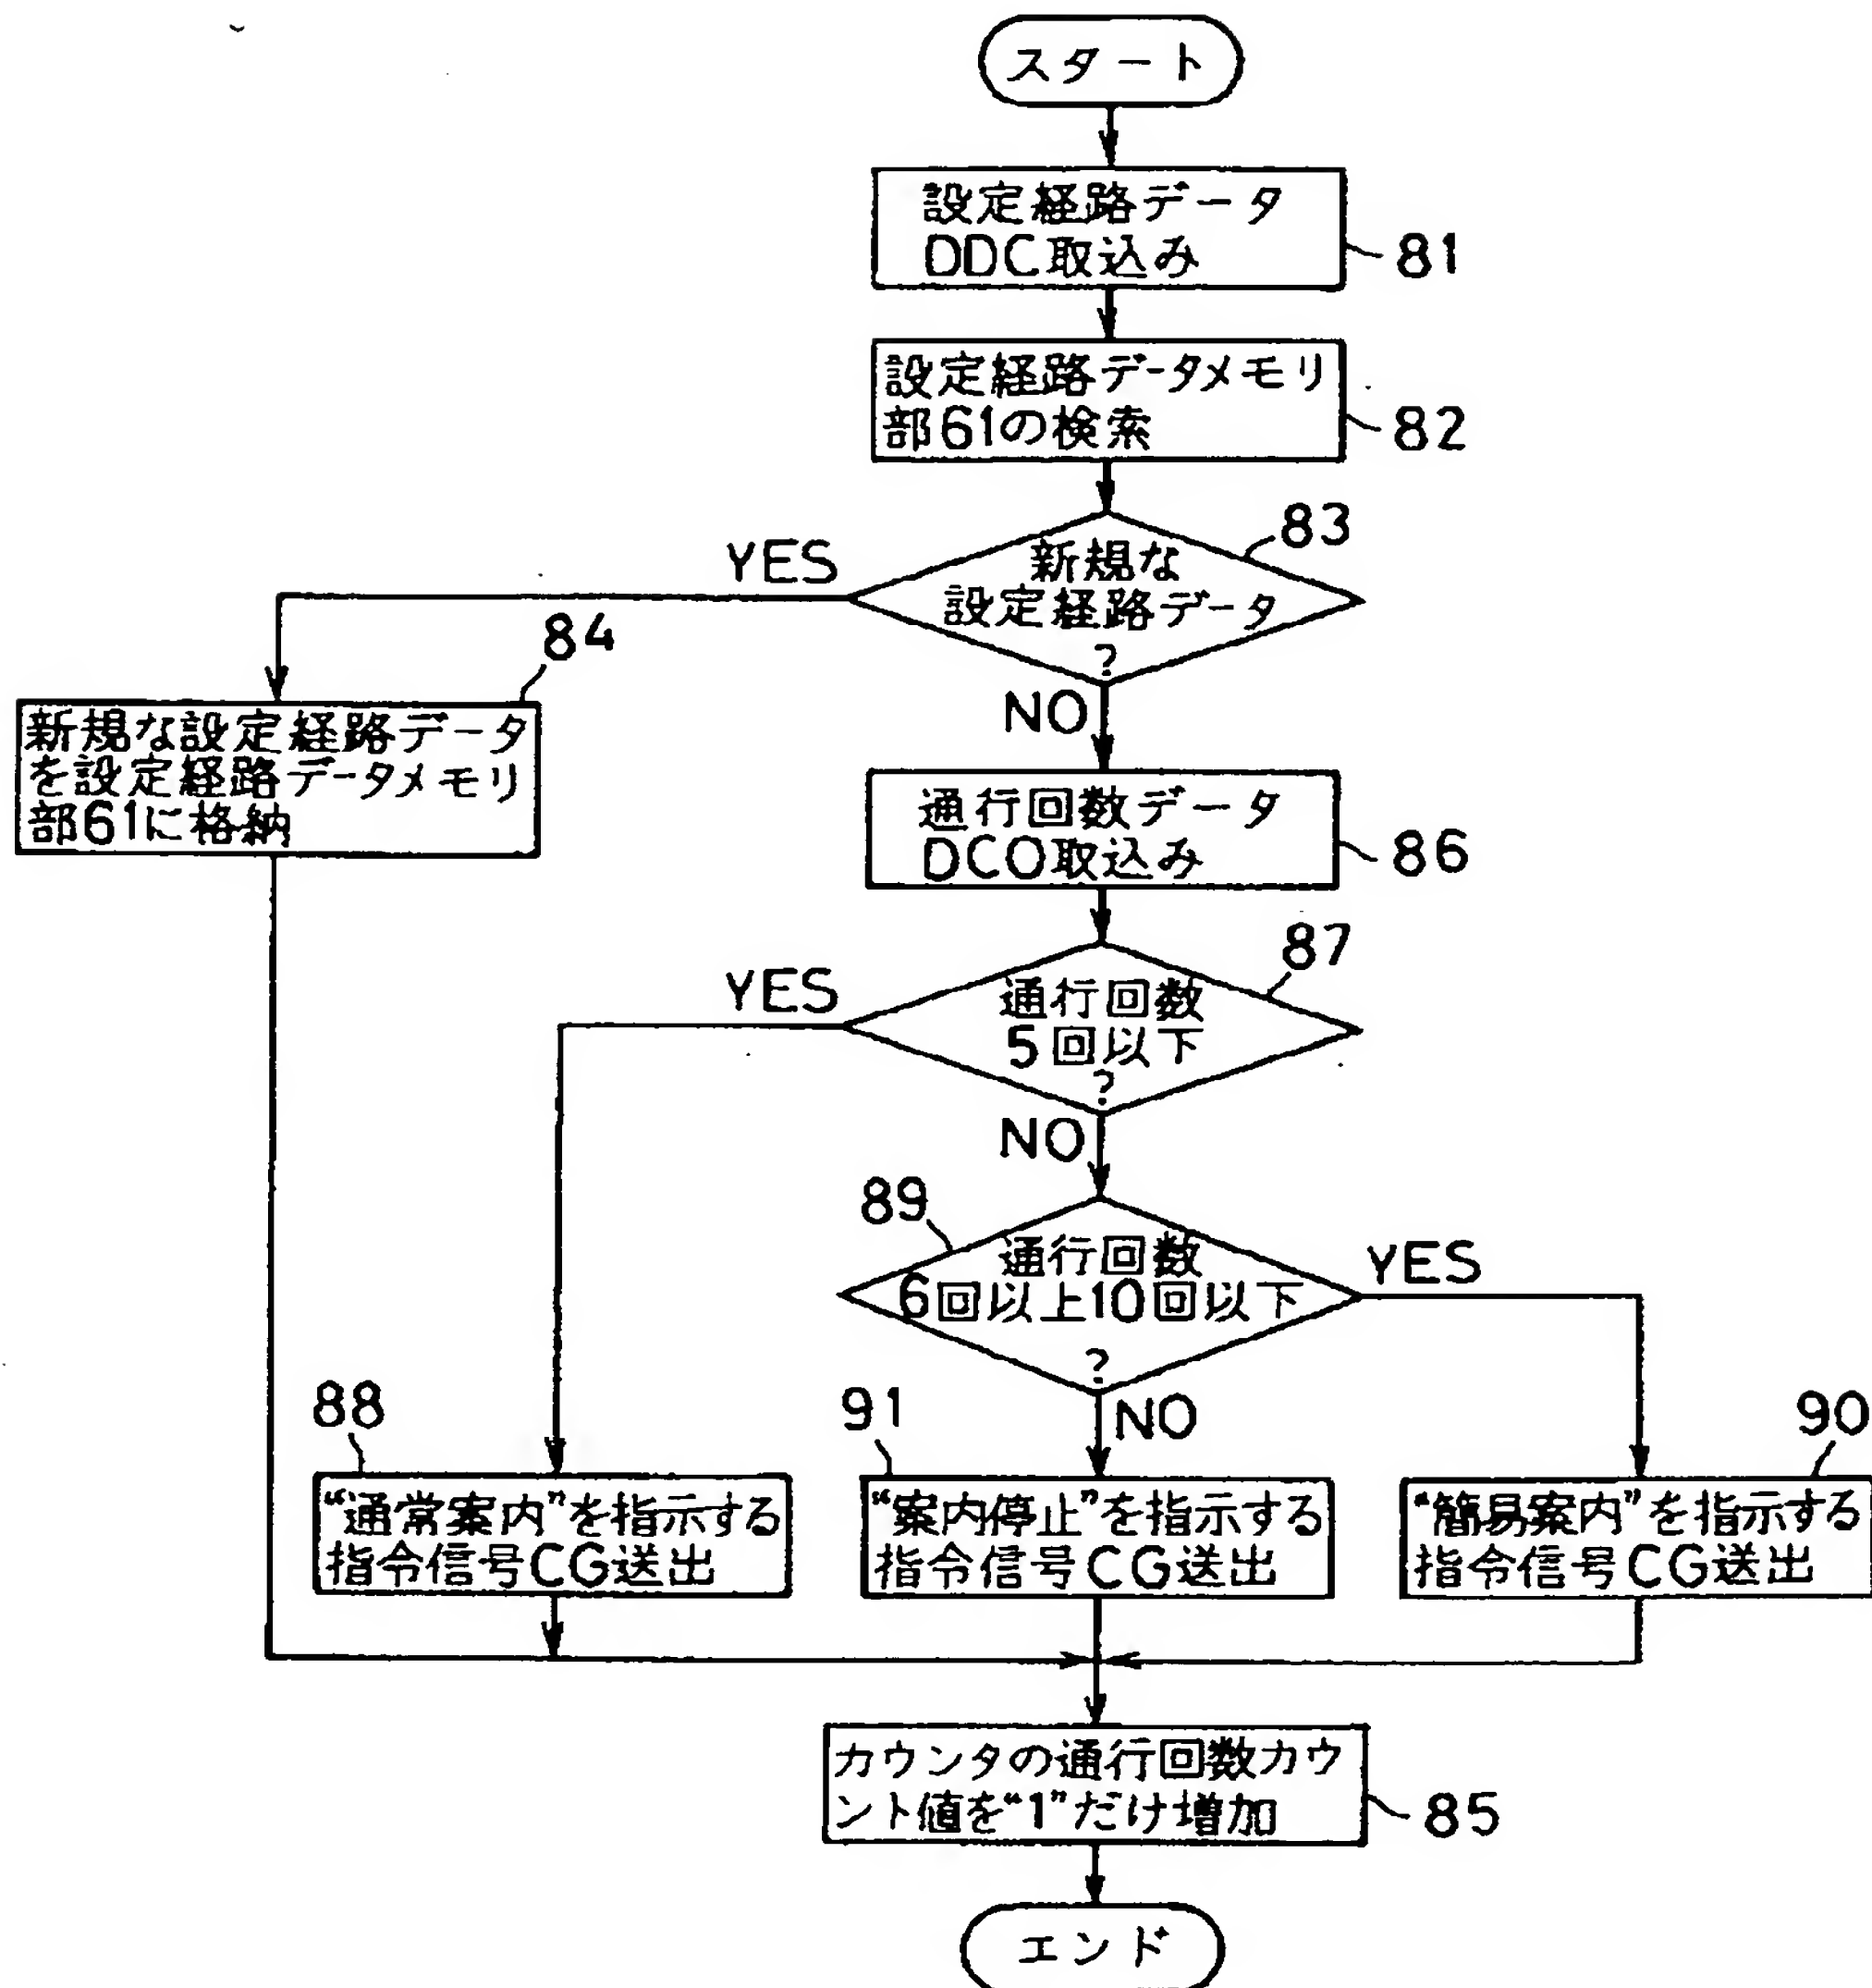 スタート
設定経路データ
DDC取込み
81
設定経路データメモリ
部61の検索
82
83
新規な
設定経路データ
?
YES
NO
84
新規な設定経路データ
を設定経路データメモリ
部61に格納
通行回数データ
DCO取込み
86
87
通行回数
5回以下
?
YES
NO
89
通行回数
6回以上10回以下
?
YES
NO
88
“通常案内”を指示する
指令信号CG送出
91
“案内停止”を指示する
指令信号CG送出
90
“簡易案内”を指示する
指令信号CG送出
カウンタの通行回数カウ
ント値を“1”だけ増加
85
エンド